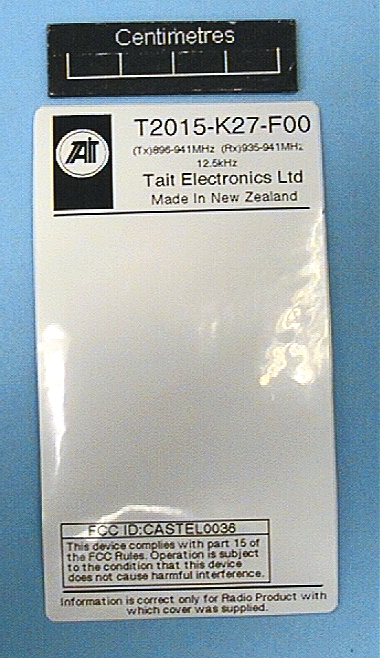 Centimetres
TAIT
T2015-K27-F00
(Tx)896-941MHz (Rx)935-941MHz
12.5kHz
Tait Electronics Ltd
Made In New Zealand
FCC ID:CASTEL0036
This device complies with part 15 of
the FCC Rules. Operation is subject
to the condition that this device
does not cause harmful interference.
Information is correct only for Radio Product with
which cover was supplied.